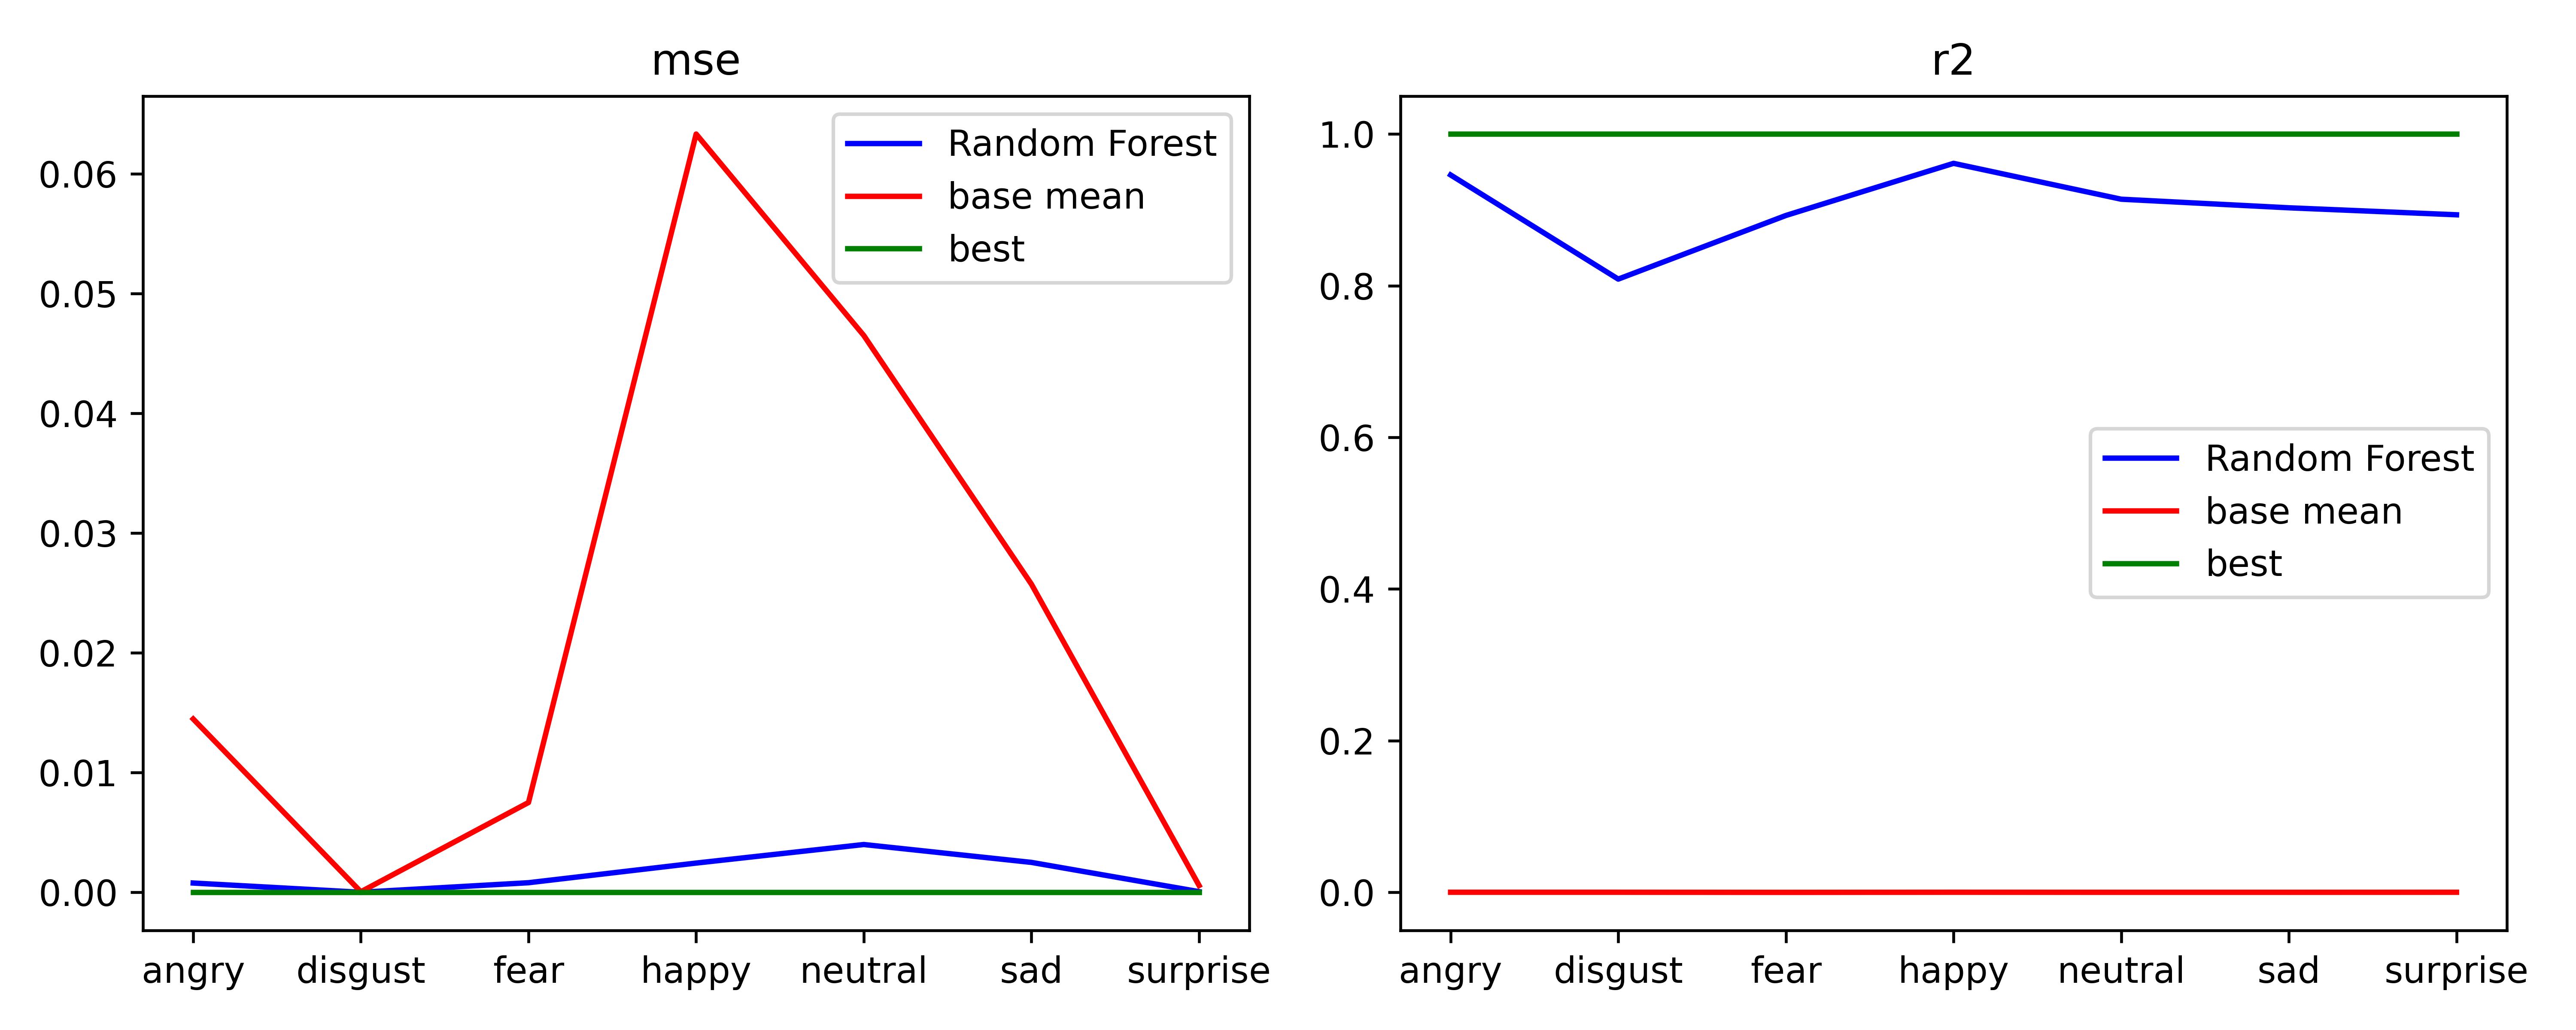 mse
0.06
0.05
0.04
0.03
0.02
0.01
0.00
angry disgust fear happy neutral sad surprise
Random Forest
base mean
best
r2
1.0
0.8
0.6
0.4
0.2
0.0
angry disgust fear happy neutral sad surprise
Random Forest
base mean
best